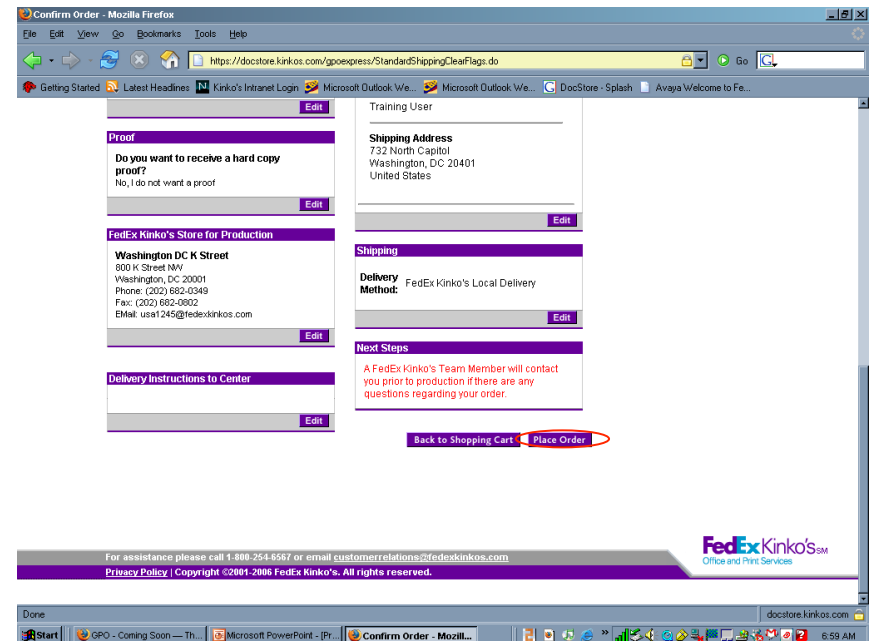 Confirm Order - Mozilla Firefox
File Edit View Go Bookmarks Tools Help
https://docstore.kinkos.com/gpoexpress/StandardShippingClearFlags.do
Go
G
Getting Started Latest Headlines Kinko's Intranet Login Microsoft Outlook We... Microsoft Outlook We... DocStore - Splash Avaya Welcome to Fe...
Edit
Proof
Do you want to receive a hard copy
proof?
No, I do not want a proof
Edit
FedEx Kinko's Store for Production
Washington DC K Street
800 K Street NW
Washington, DC 20001
Phone: (202) 682-0349
Fax: (202) 682-0802
EMail: usa1245@fedexkinkos.com
Edit
Delivery Instructions to Center
Edit
Training User
Shipping Address
732 North Capitol
Washington, DC 20401
United States
Edit
Shipping
Delivery
Method: FedEx Kinko's Local Delivery
Edit
Next Steps
A FedEx Kinko's Team Member will contact
you prior to production if there are any
questions regarding your order.
Back to Shopping Cart Place Order
For assistance please call 1-800-254-6567 or email customerrelations@fedexkinkos.com
Privacy Policy | Copyright ©2001-2006 FedEx Kinko's. All rights reserved.
FedEx Kinko's SM
Office and Print Services
Done docstore.kinkos.com
Start GPO - Coming Soon — Th... Microsoft PowerPoint - [Pr... Confirm Order - Mozill... 6:59 AM